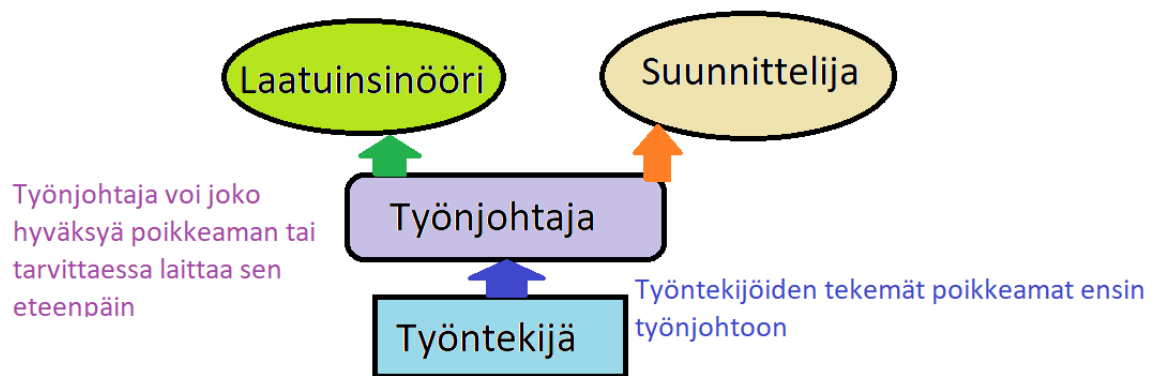 Laatuinsinööri
Suunnittelija
Työnjohtaja voi joko
hyväksyä poikkeaman tai
tarvittaessa laittaa sen
eteenpäin
Työnjohtaja
Työntekijöiden tekemät poikkeamat ensin
työnjohtoon
Työntekijä